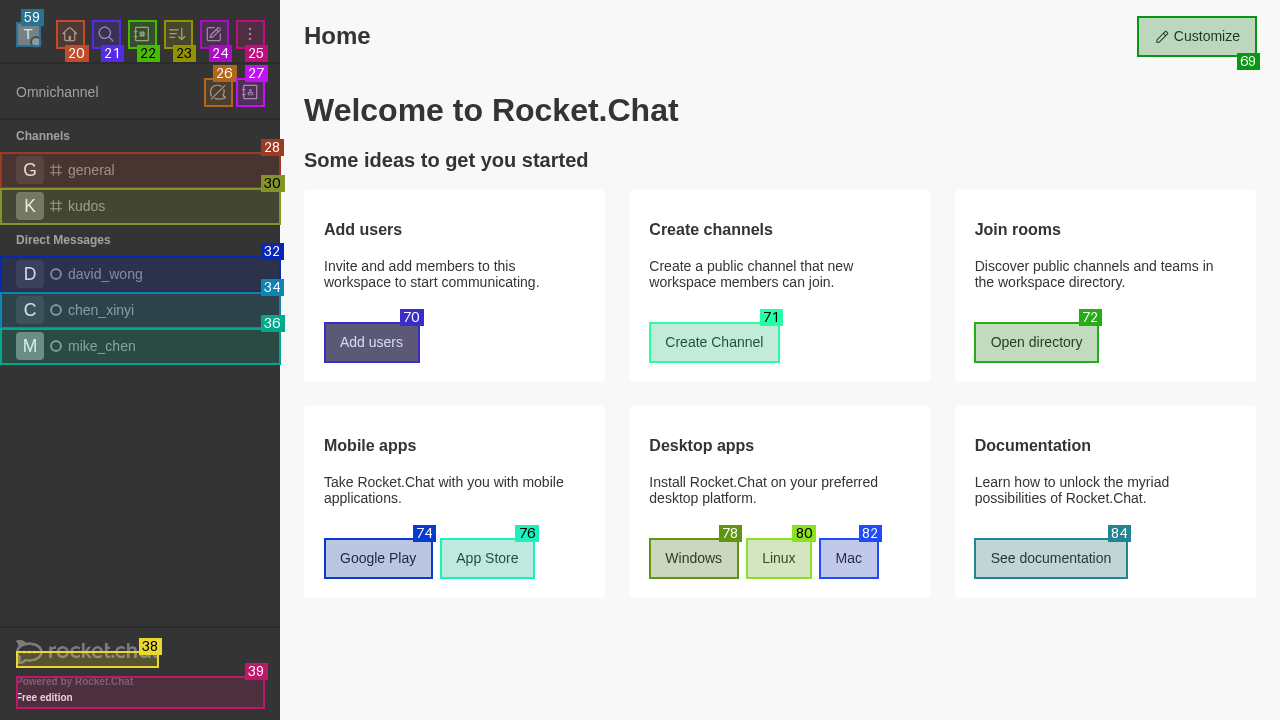 59
T
20
21
22
23
24
25
Home
Customize
69
Omnichannel
26
27
Welcome to Rocket.Chat
Some ideas to get you started
Channels
28
G general
30
K kudos
Direct Messages
32
D david_wong
34
C chen_xinyi
36
M mike_chen
Add users
Invite and add members to this
workspace to start communicating.
70
Add users
Create channels
Create a public channel that new
workspace members can join.
71
Create Channel
Join rooms
Discover public channels and teams in
the workspace directory.
72
Open directory
Mobile apps
Take Rocket.Chat with you with mobile
applications.
74
Google Play
76
App Store
Desktop apps
Install Rocket.Chat on your preferred
desktop platform.
78
Windows
80
Linux
82
Mac
Documentation
Learn how to unlock the myriad
possibilities of Rocket.Chat.
84
See documentation
rocket.chat
38
39
Powered by Rocket.Chat
Free edition